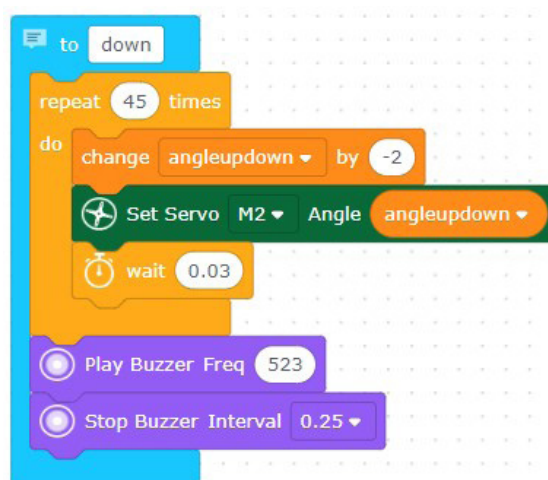 to down
repeat 45 times
do
change angleupdown by -2
Set Servo M2 Angle angleupdown
wait 0.03
Play Buzzer Freq 523
Stop Buzzer Interval 0.25